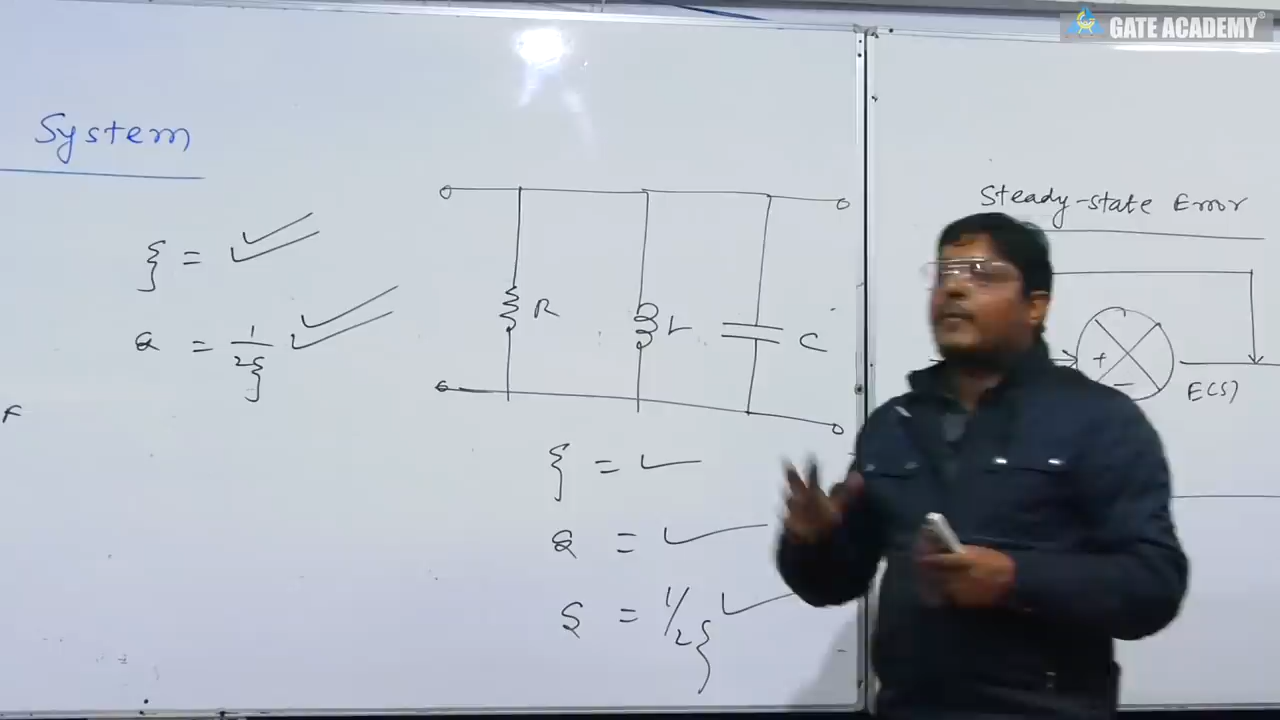 GATE ACADEMY
System
ξ =
Q = 1/2ξ
F
R
L
C
ξ =
Q =
Q = 1/2ξ
Steady-state Error
+
−
E(s)